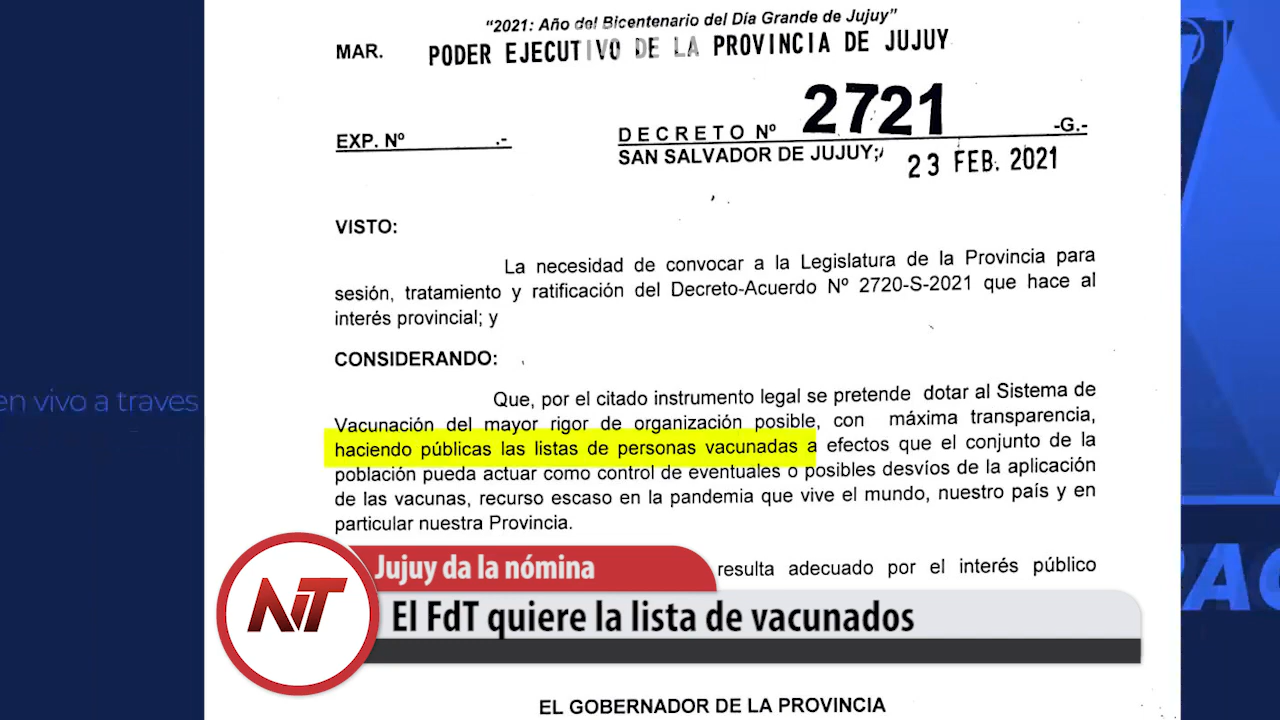 "2021: Año del Bicentenario del Día Grande de Jujuy"
MAR.
PODER EJECUTIVO DE LA PROVINCIA DE JUJUY
EXP. Nº .-
DECRETO Nº 2721 -G.-
SAN SALVADOR DE JUJUY;
23 FEB. 2021
VISTO:
La necesidad de convocar a la Legislatura de la Provincia para
sesión, tratamiento y ratificación del Decreto-Acuerdo Nº 2720-S-2021 que hace al
interés provincial; y
CONSIDERANDO:
Que, por el citado instrumento legal se pretende dotar al Sistema de
Vacunación del mayor rigor de organización posible, con máxima transparencia,
haciendo públicas las listas de personas vacunadas a efectos que el conjunto de la
población pueda actuar como control de eventuales o posibles desvíos de la aplicación
de las vacunas, recurso escaso en la pandemia que vive el mundo, nuestro país y en
particular nuestra Provincia.
resulta adecuado por el interés público
en vivo a traves
NT
Jujuy da la nómina
El FdT quiere la lista de vacunados
EL GOBERNADOR DE LA PROVINCIA